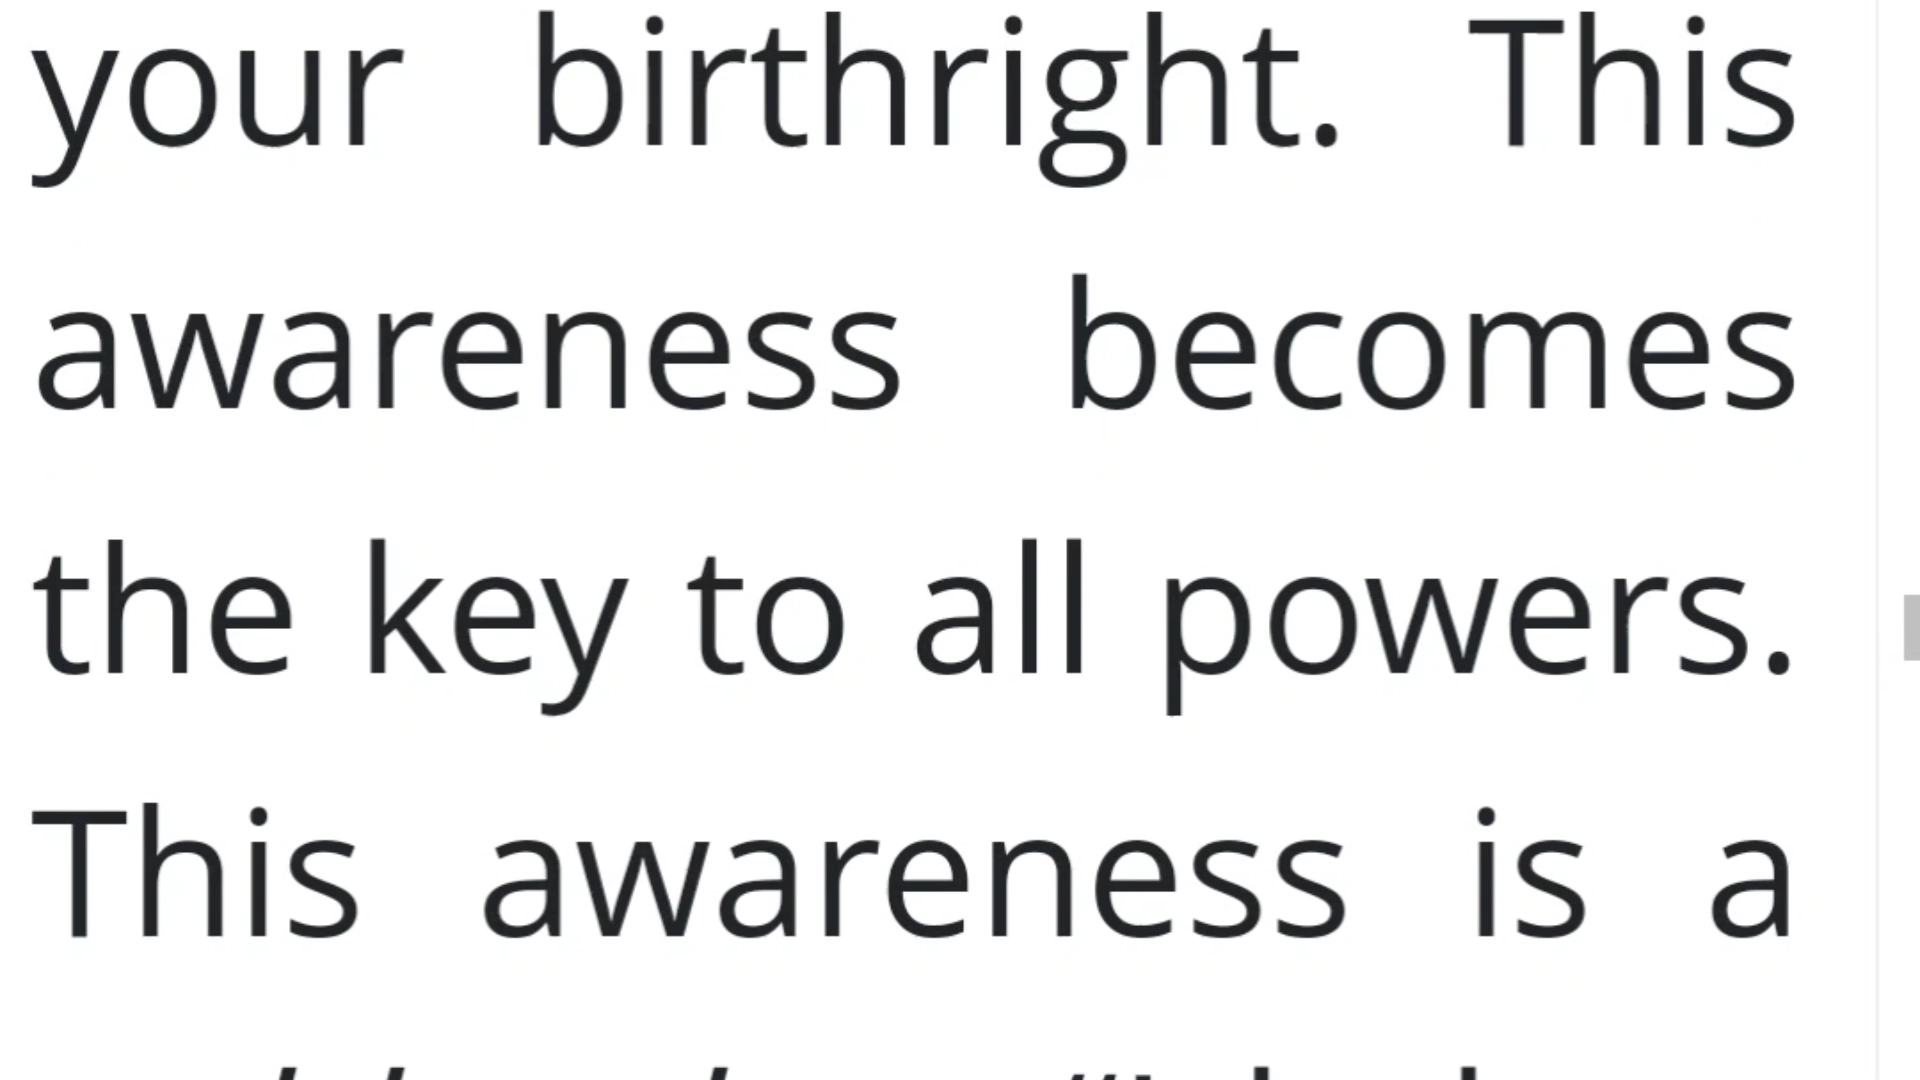 your birthright. This
awareness becomes
the key to all powers.
This awareness is a